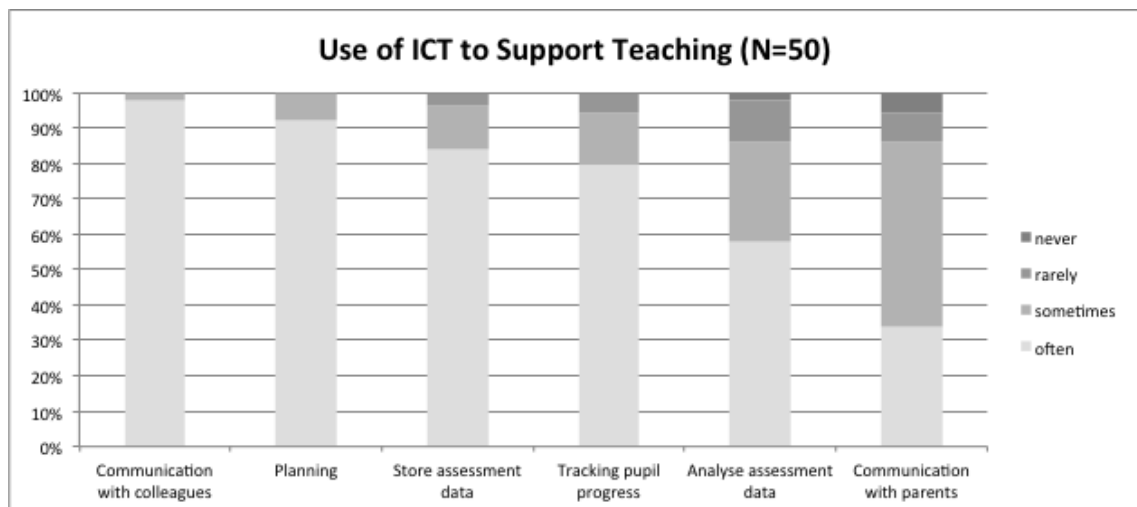 Use of ICT to Support Teaching (N=50)
100%
90%
80%
70%
60%
50%
40%
30%
20%
10%
0%
Communication
with colleagues
Planning
Store assessment
data
Tracking pupil
progress
Analyse assessment
data
Communication
with parents
never
rarely
sometimes
often